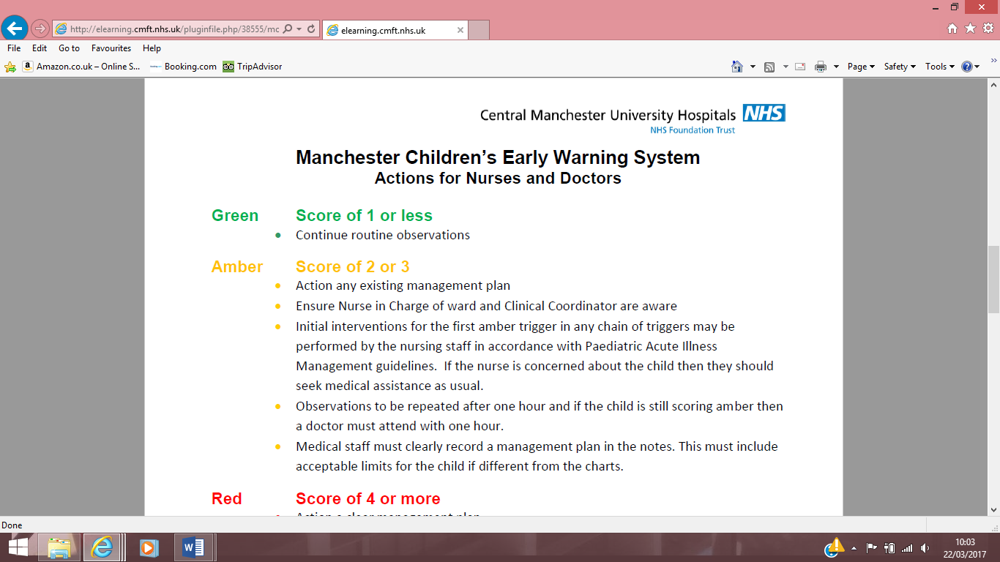 http://elearning.cmft.nhs.uk/pluginfile.php/38555/mc
elearning.cmft.nhs.uk
File Edit Go to Favourites Help
Amazon.co.uk – Online S... Booking.com TripAdvisor Page Safety Tools
Central Manchester University Hospitals NHS
NHS Foundation Trust
Manchester Children's Early Warning System
Actions for Nurses and Doctors
Green Score of 1 or less
• Continue routine observations
Amber Score of 2 or 3
• Action any existing management plan
• Ensure Nurse in Charge of ward and Clinical Coordinator are aware
• Initial interventions for the first amber trigger in any chain of triggers may be
performed by the nursing staff in accordance with Paediatric Acute Illness
Management guidelines. If the nurse is concerned about the child then they should
seek medical assistance as usual.
• Observations to be repeated after one hour and if the child is still scoring amber then
a doctor must attend with one hour.
• Medical staff must clearly record a management plan in the notes. This must include
acceptable limits for the child if different from the charts.
Red Score of 4 or more
• Action a clear management plan
Done
10:03
22/03/2017